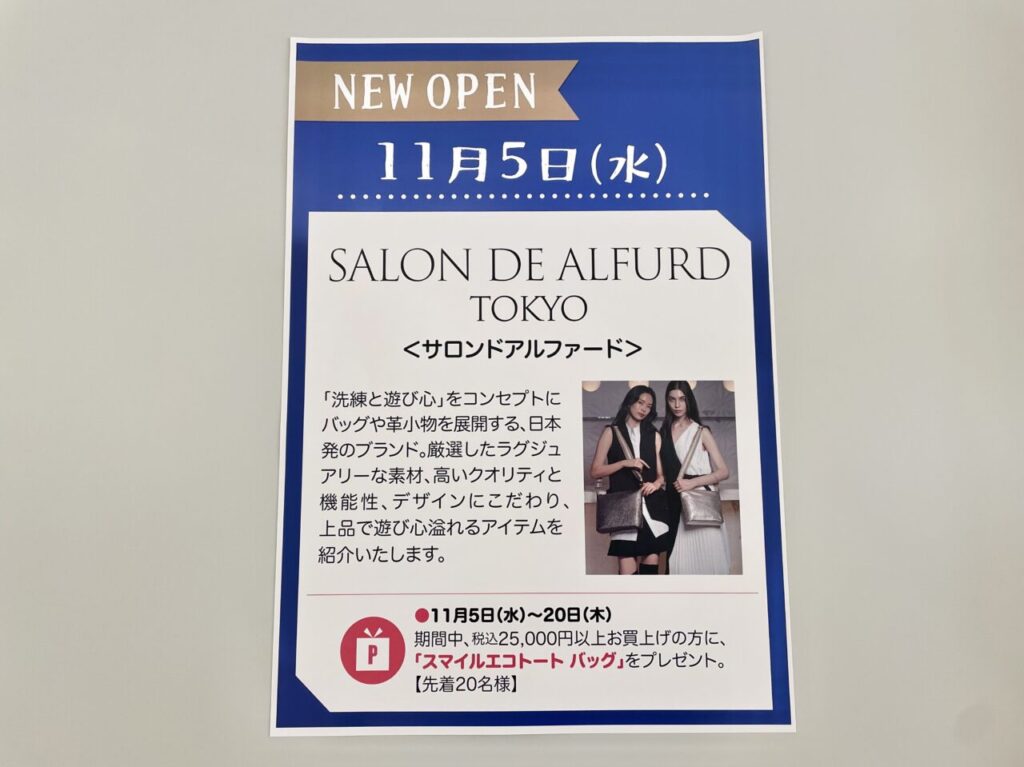 NEW OPEN
11月5日(水)
SALON DE ALFURD
TOKYO
<サロンドアルファード>
「洗練と遊び心」をコンセプトに
バッグや革小物を展開する、日本
発のブランド。厳選したラグジュ
アリーな素材、高いクオリティと
機能性、デザインにこだわり、
上品で遊び心溢れるアイテムを
紹介いたします。
●11月5日(水)〜20日(木)
期間中、税込25,000円以上お買上げの方に、
「スマイルエコトート バッグ」をプレゼント。
【先着20名様】
P